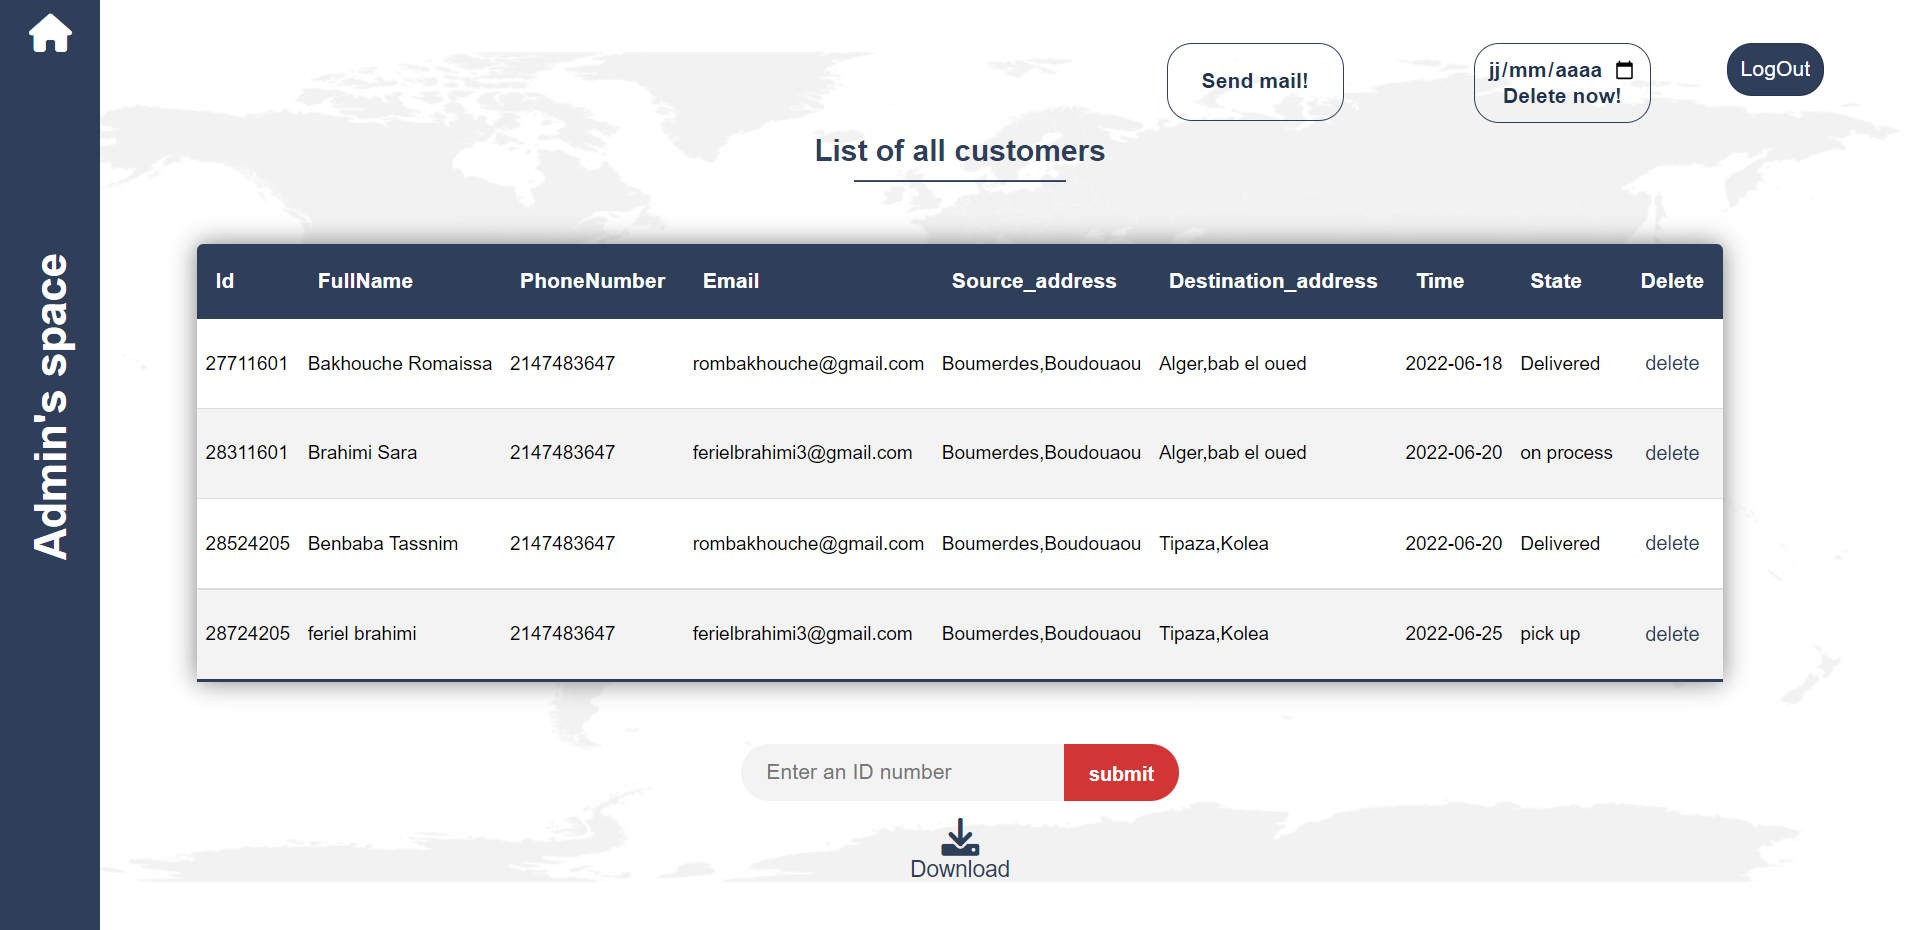 Send mail!
jj/mm/aaaa
Delete now!
LogOut
List of all customers
Admin's space
Id FullName PhoneNumber Email Source_address Destination_address Time State Delete
27711601 Bakhouche Romaissa 2147483647 rombakhouche@gmail.com Boumerdes,Boudouaou Alger,bab el oued 2022-06-18 Delivered delete
28311601 Brahimi Sara 2147483647 ferielbrahimi3@gmail.com Boumerdes,Boudouaou Alger,bab el oued 2022-06-20 on process delete
28524205 Benbaba Tassnim 2147483647 rombakhouche@gmail.com Boumerdes,Boudouaou Tipaza,Kolea 2022-06-20 Delivered delete
28724205 feriel brahimi 2147483647 ferielbrahimi3@gmail.com Boumerdes,Boudouaou Tipaza,Kolea 2022-06-25 pick up delete
Enter an ID number submit
Download